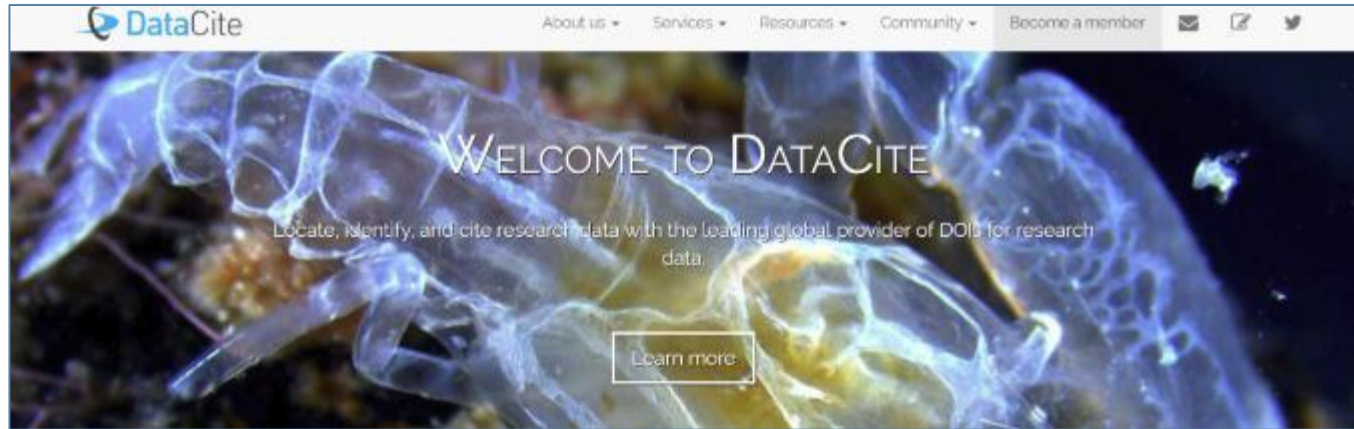 DataCite
About us Services Resources Community Become a member
WELCOME TO DATACITE
Locate, identify, and cite research data with the leading global provider of DOIs for research
data.
Learn more